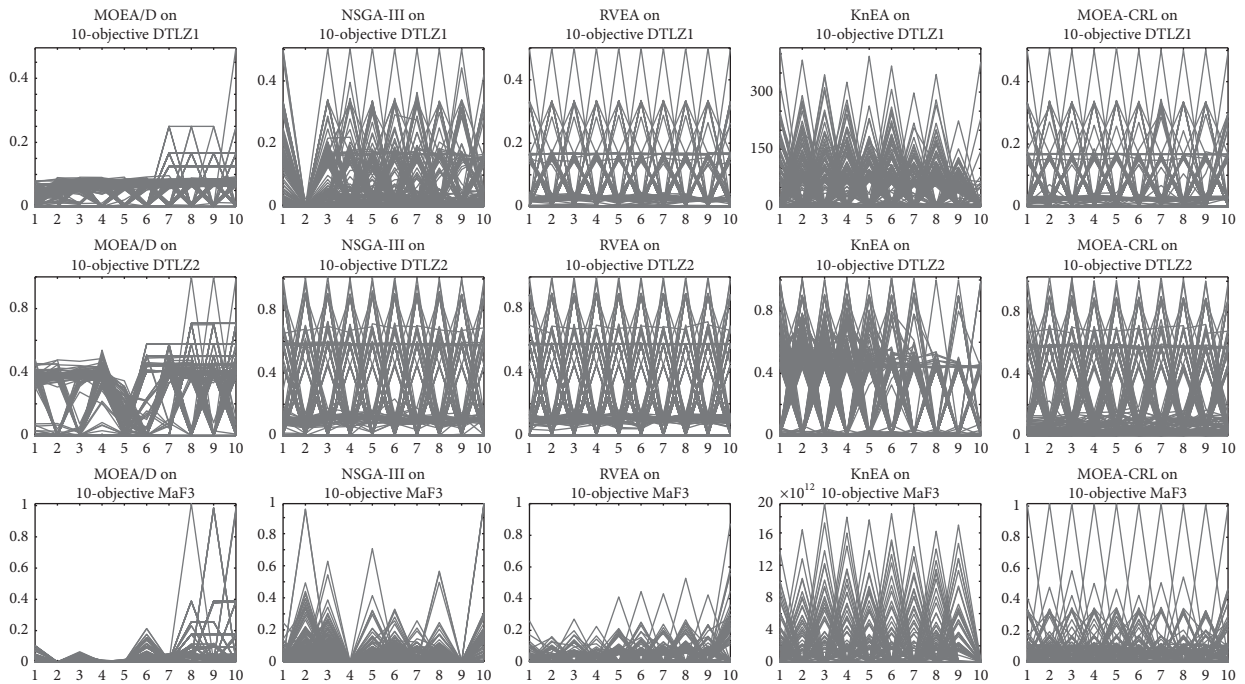 MOEA/D on
10-objective DTLZ1
0.4
0.2
0
1 2 3 4 5 6 7 8 9 10
NSGA-III on
10-objective DTLZ1
0.4
0.2
0
1 2 3 4 5 6 7 8 9 10
RVEA on
10-objective DTLZ1
0.4
0.2
0
1 2 3 4 5 6 7 8 9 10
KnEA on
10-objective DTLZ1
300
150
0
1 2 3 4 5 6 7 8 9 10
MOEA-CRL on
10-objective DTLZ1
0.4
0.2
0
1 2 3 4 5 6 7 8 9 10
MOEA/D on
10-objective DTLZ2
0.8
0.4
0
1 2 3 4 5 6 7 8 9 10
NSGA-III on
10-objective DTLZ2
0.8
0.4
0
1 2 3 4 5 6 7 8 9 10
RVEA on
10-objective DTLZ2
0.8
0.4
0
1 2 3 4 5 6 7 8 9 10
KnEA on
10-objective DTLZ2
0.8
0.4
0
1 2 3 4 5 6 7 8 9 10
MOEA-CRL on
10-objective DTLZ2
0.8
0.4
0
1 2 3 4 5 6 7 8 9 10
MOEA/D on
10-objective MaF3
1
0.8
0.6
0.4
0.2
0
1 2 3 4 5 6 7 8 9 10
NSGA-III on
10-objective MaF3
1
0.8
0.6
0.4
0.2
0
1 2 3 4 5 6 7 8 9 10
RVEA on
10-objective MaF3
1
0.8
0.6
0.4
0.2
0
1 2 3 4 5 6 7 8 9 10
KnEA on
×10¹² 10-objective MaF3
20
16
12
8
4
0
1 2 3 4 5 6 7 8 9 10
MOEA-CRL on
10-objective MaF3
1
0.8
0.6
0.4
0.2
0
1 2 3 4 5 6 7 8 9 10